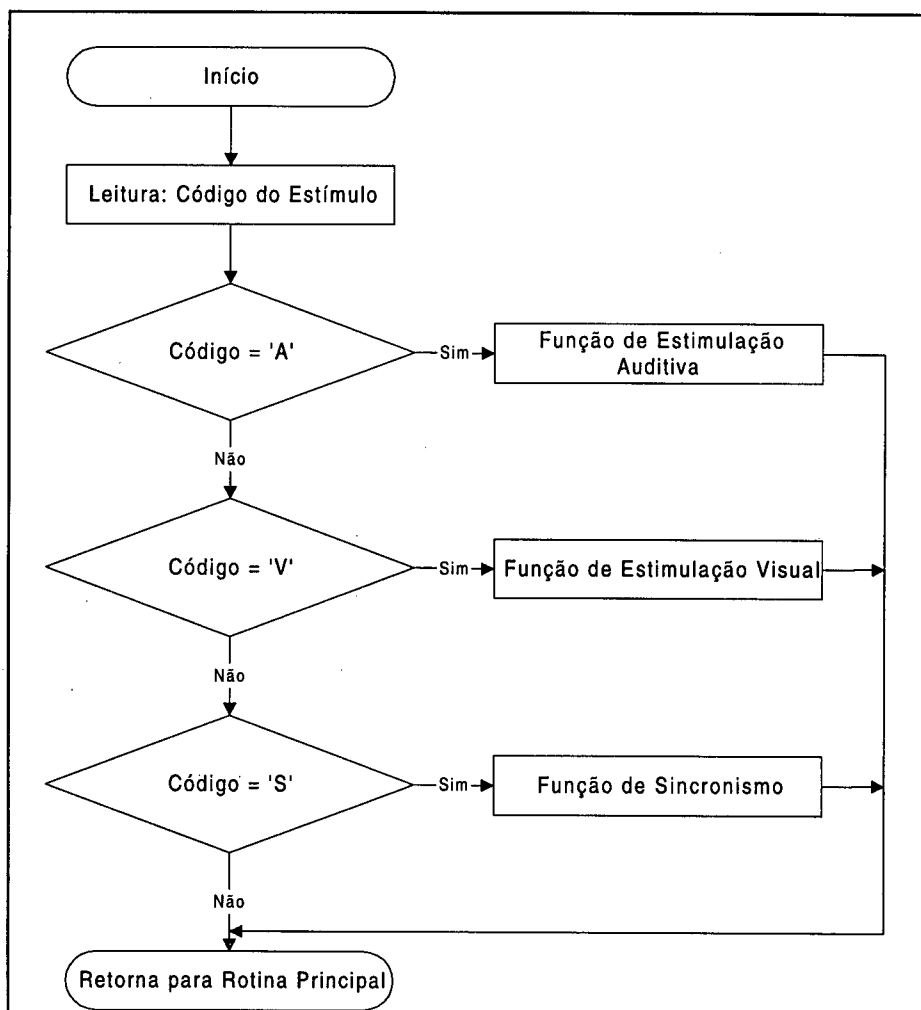 Início
Leitura: Código do Estímulo
Código = 'A'
Sim
Função de Estimulação
Auditiva
Não
Código = 'V'
Sim
Função de Estimulação Visual
Não
Código = 'S'
Sim
Função de Sincronismo
Não
Retorna para Rotina Principal